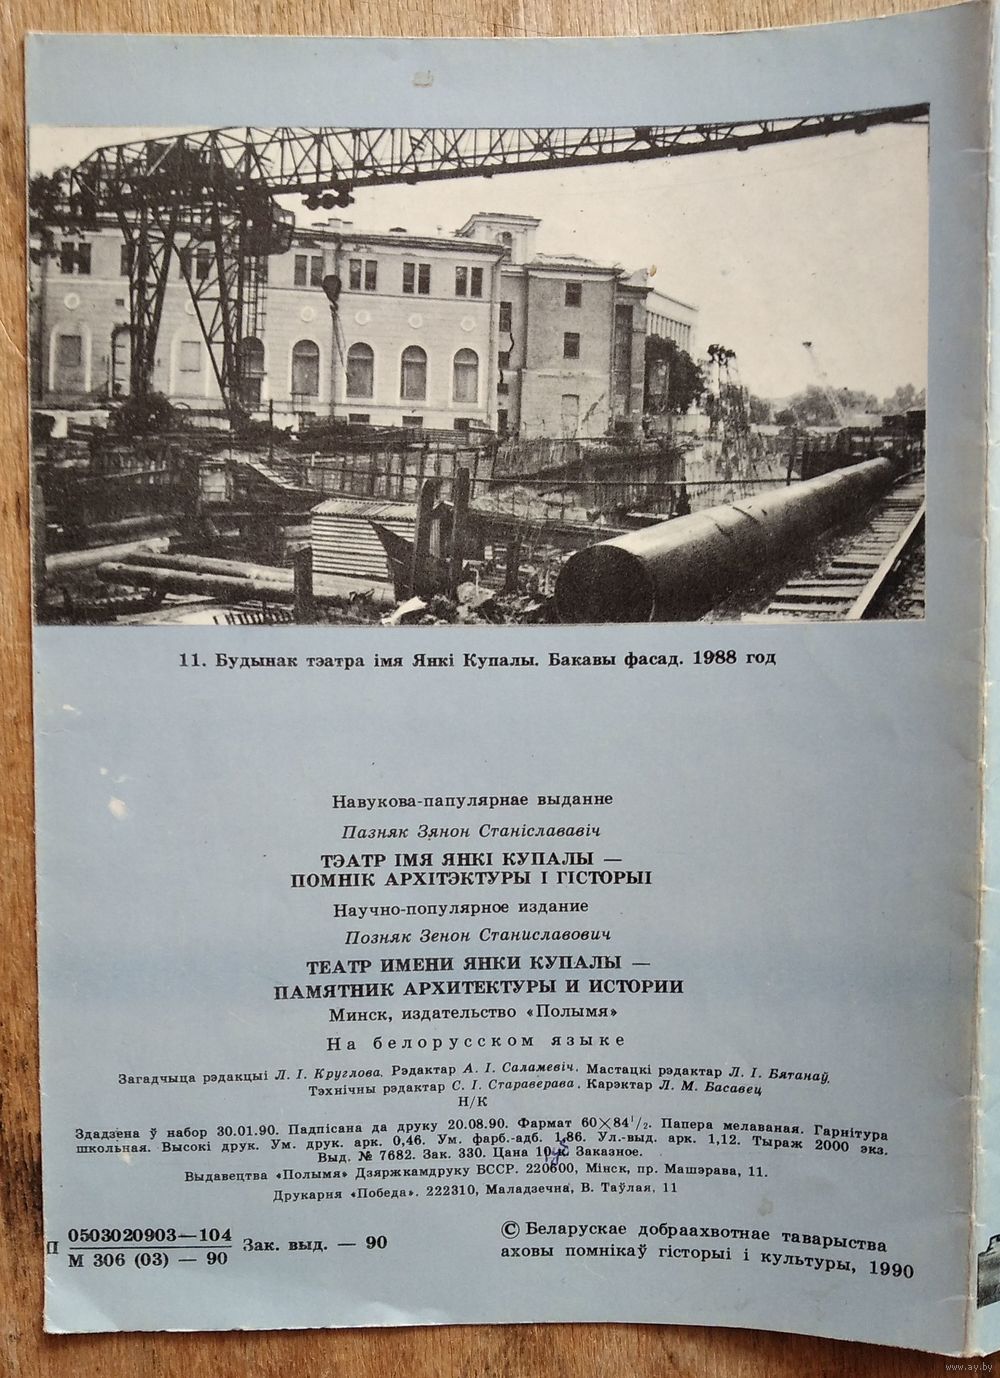 11. Будынак тэатра імя Янкі Купалы. Бакавы фасад. 1988 год
Навукова-папулярнае выданне
Пазняк Зянон Станіслававіч
ТЭАТР ІМЯ ЯНКІ КУПАЛЫ —
ПОМНІК АРХІТЭКТУРЫ І ГІСТОРЫІ
Научно-популярное издание
Позняк Зенон Станиславович
ТЕАТР ИМЕНИ ЯНКИ КУПАЛЫ —
ПАМЯТНИК АРХИТЕКТУРЫ И ИСТОРИИ
Минск, издательство «Полымя»
На белорусском языке
Загадчыца рэдакцыі Л. І. Круглова. Рэдактар А. І. Саламевіч. Мастацкі рэдактар Л. І. Бятанаў.
Тэхнічны рэдактар С. І. Стараверава. Карэктар Л. М. Басавец
Н/К
Здадзена ў набор 30.01.90. Падпісана да друку 20.08.90. Фармат 60×84¹/₂. Папера мелаваная. Гарнітура
школьная. Высокі друк. Ум. друк. арк. 0,46. Ум. фарб.-адб. 1,86. Ул.-выд. арк. 1,12. Тыраж 2000 экз.
Выд. № 7682. Зак. 330. Цана 10 Заказное.
Выдавецтва «Полымя» Дзяржкамдруку БССР. 220600, Мінск, пр. Машэрава, 11.
Друкарня «Победа». 222310, Маладзечна, В. Таўлая, 11
П 0503020903—104 Зак. выд. — 90
М 306 (03) — 90
© Беларускае добраахвотнае таварыства
аховы помнікаў гісторыі і культуры, 1990
www.ay.by